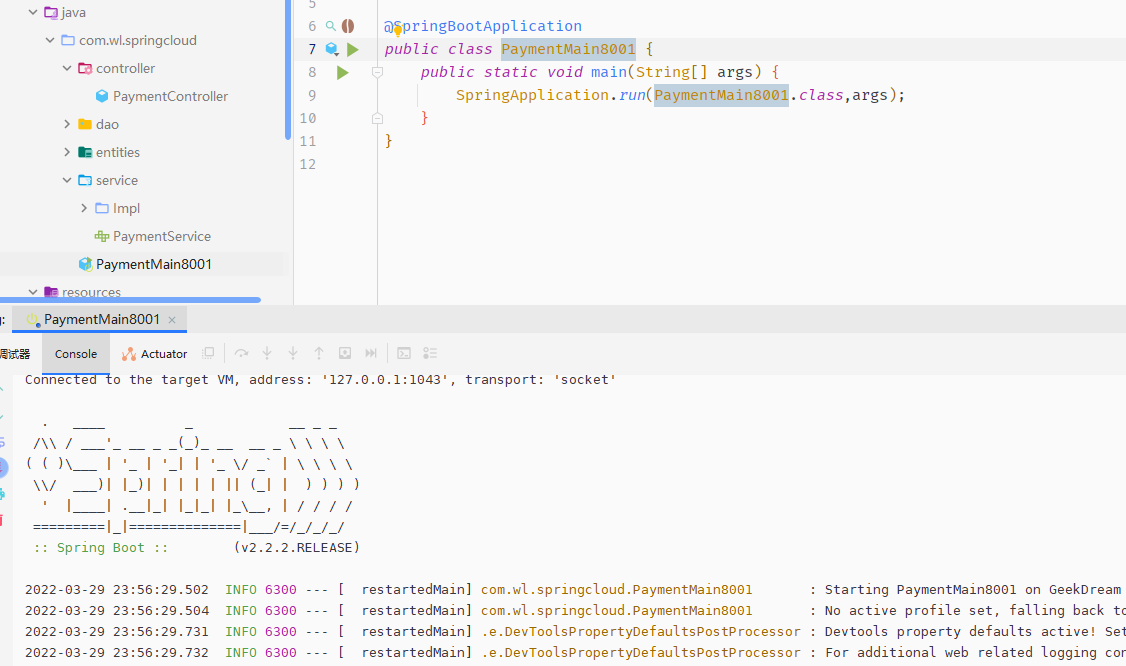 java
com.wl.springcloud
controller
PaymentController
dao
entities
service
Impl
PaymentService
PaymentMain8001
resources
5
6 @SpringBootApplication
7 public class PaymentMain8001 {
8 public static void main(String[] args) {
9 SpringApplication.run(PaymentMain8001.class,args);
10 }
11 }
12
: PaymentMain8001 ×
调试器 Console Actuator
Connected to the target VM, address: '127.0.0.1:1043', transport: 'socket'
  .   ____          _            __ _ _
 /\\ / ___'_ __ _ _(_)_ __  __ _ \ \ \ \
( ( )\___ | '_ | '_| | '_ \/ _` | \ \ \ \
 \\/  ___)| |_)| | | | | || (_| |  ) ) ) )
  '  |____| .__|_| |_|_| |_\__, | / / / /
 =========|_|==============|___/=/_/_/_/
 :: Spring Boot ::        (v2.2.2.RELEASE)
2022-03-29 23:56:29.502  INFO 6300 --- [  restartedMain] com.wl.springcloud.PaymentMain8001       : Starting PaymentMain8001 on GeekDream
2022-03-29 23:56:29.504  INFO 6300 --- [  restartedMain] com.wl.springcloud.PaymentMain8001       : No active profile set, falling back to
2022-03-29 23:56:29.731  INFO 6300 --- [  restartedMain] .e.DevToolsPropertyDefaultsPostProcessor : Devtools property defaults active! Set
2022-03-29 23:56:29.732  INFO 6300 --- [  restartedMain] .e.DevToolsPropertyDefaultsPostProcessor : For additional web related logging con